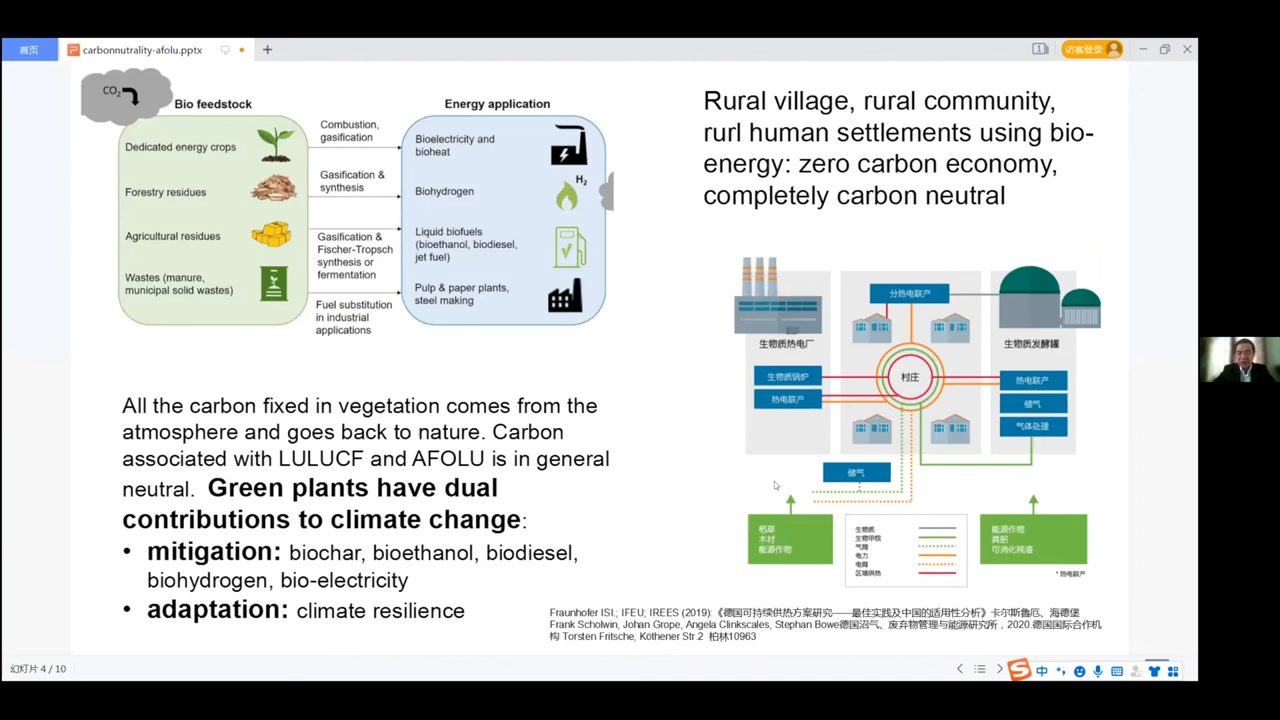 首页
carbonnutrality-afolu.pptx
访客登录
CO2
Bio feedstock
Energy application
Dedicated energy crops
Forestry residues
Agricultural residues
Wastes (manure,
municipal solid wastes)
Combustion,
gasification
Gasification &
synthesis
Gasification &
Fischer-Tropsch
synthesis or
fermentation
Fuel substitution
in industrial
applications
Bioelectricity and
bioheat
Biohydrogen
H2
Liquid biofuels
(bioethanol, biodiesel,
jet fuel)
Pulp & paper plants,
steel making
Rural village, rural community,
rurl human settlements using bio-
energy: zero carbon economy,
completely carbon neutral
All the carbon fixed in vegetation comes from the
atmosphere and goes back to nature. Carbon
associated with LULUCF and AFOLU is in general
neutral. Green plants have dual
contributions to climate change:
• mitigation: biochar, bioethanol, biodiesel,
biohydrogen, bio-electricity
• adaptation: climate resilience
分热电联产
生物质热电厂
生物质发酵罐
生物质锅炉
热电联产
村庄
热电联产
储气
气体处理
储气
稻草
木材
能源作物
生物质
生物甲烷
气网
电力
电网
区域供热
能源作物
粪肥
可消化残渣
* 热电联产
Fraunhofer ISI.; IFEU; IREES (2019):《德国可持续供热方案研究——最佳实践及中国的适用性分析》卡尔斯鲁厄、海德堡
Frank Scholwin, Johan Grope, Angela Clinkscales, Stephan Bowe德国沼气、废弃物管理与能源研究所，2020.德国国际合作机
构 Torsten Fritsche, Köthener Str.2 柏林10963
幻灯片 4 / 10
中